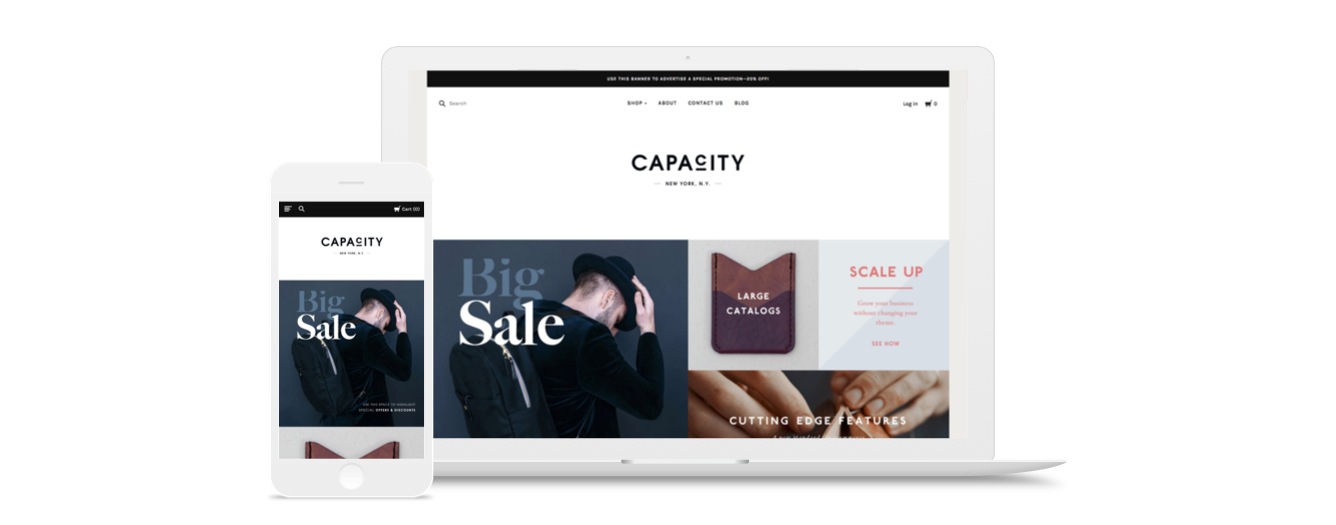 USE THIS BANNER TO ADVERTISE A SPECIAL PROMOTION—20% OFF!
Search
SHOP
ABOUT
CONTACT US
BLOG
Log in
0
CAPACITY
NEW YORK, N.Y.
Big
Sale
LARGE
CATALOGS
SCALE UP
Grow your business
without changing your
theme.
SEE NOW
CUTTING EDGE FEATURES
Cart (0)
CAPACITY
NEW YORK, N.Y.
Big
Sale
USE THIS SPACE TO HIGHLIGHT
SPECIAL OFFERS & DISCOUNTS